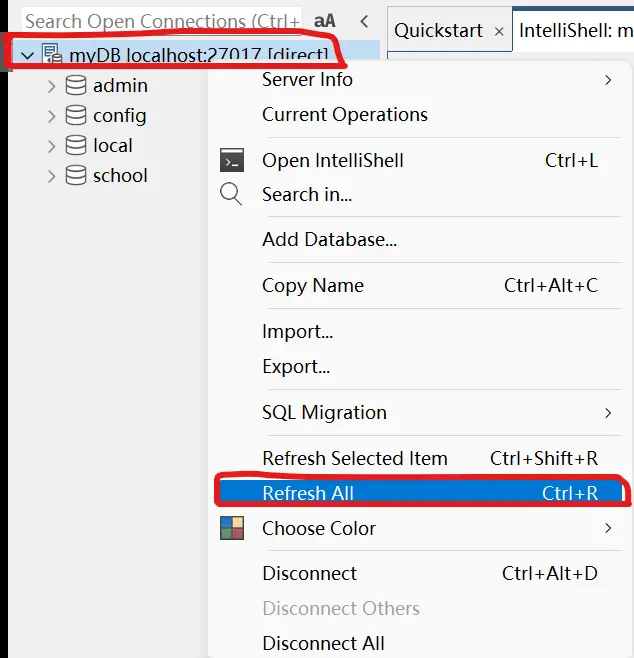 Search Open Connections (Ctrl+ aA
Quickstart × IntelliShell: m
myDB localhost:27017 [direct]
admin
config
local
school
Server Info
Current Operations
Open IntelliShell Ctrl+L
Search in...
Add Database...
Copy Name Ctrl+Alt+C
Import...
Export...
SQL Migration
Refresh Selected Item Ctrl+Shift+R
Refresh All Ctrl+R
Choose Color
Disconnect Ctrl+Alt+D
Disconnect Others
Disconnect All